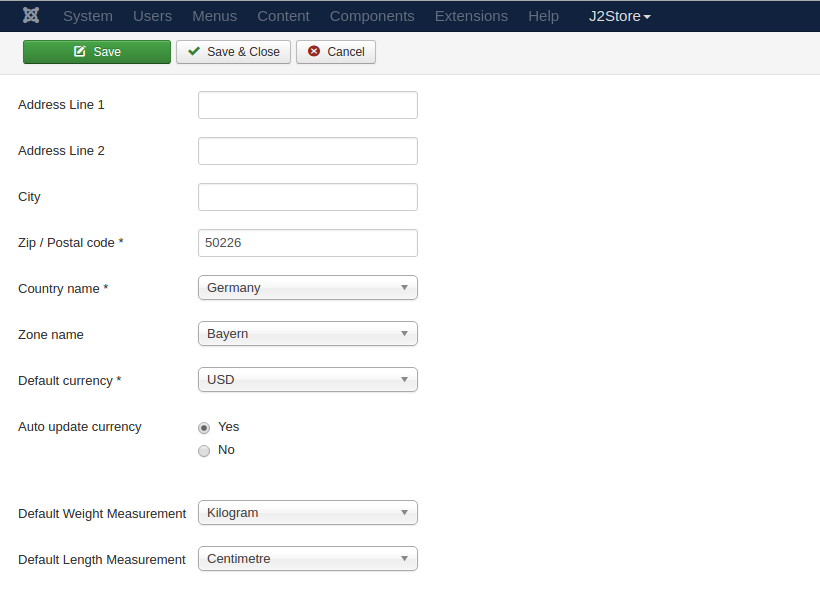 System Users Menus Content Components Extensions Help J2Store
Save Save & Close Cancel
Address Line 1
Address Line 2
City
Zip / Postal code * 50226
Country name * Germany
Zone name Bayern
Default currency * USD
Auto update currency Yes
No
Default Weight Measurement Kilogram
Default Length Measurement Centimetre